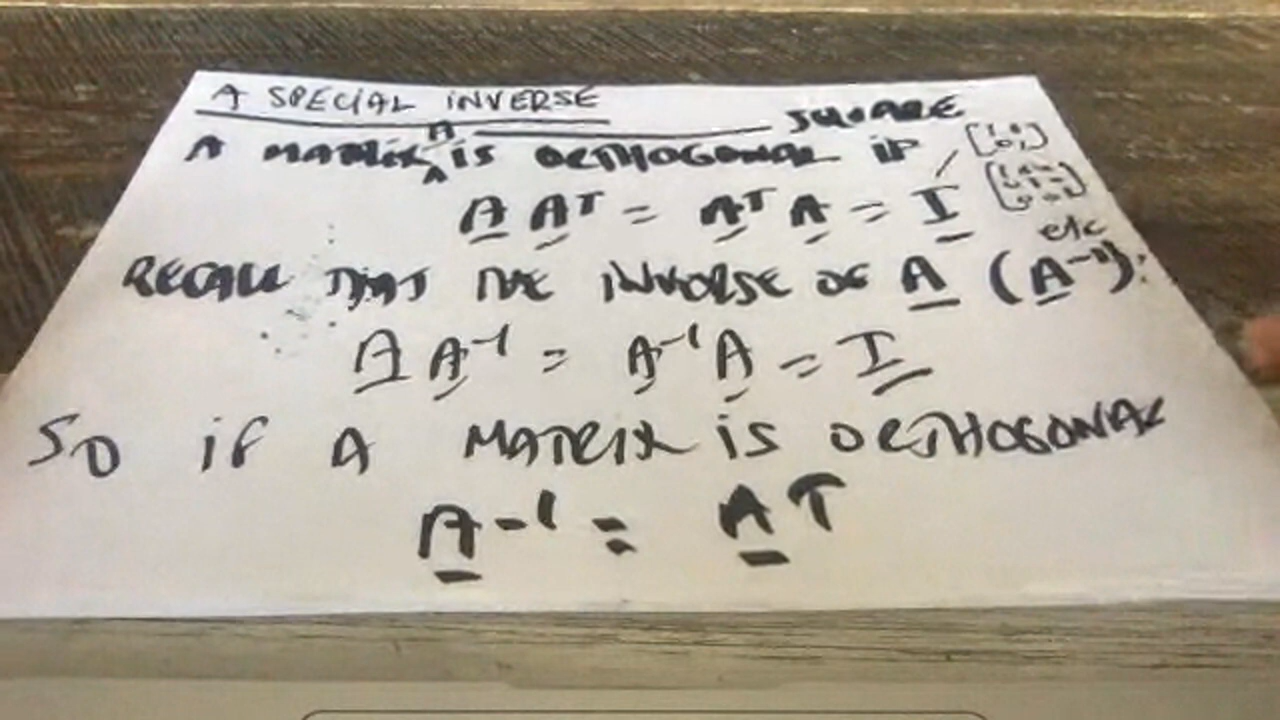 A SPECIAL INVERSE
SQUARE
A MATRIX A IS ORTHOGONAL IF
A Aᵀ = Aᵀ A = I
etc
RECALL THAT THE INVERSE OF A (A⁻¹):
A A⁻¹ = A⁻¹ A = I
SO IF A MATRIX IS ORTHOGONAL
A⁻¹ = Aᵀ